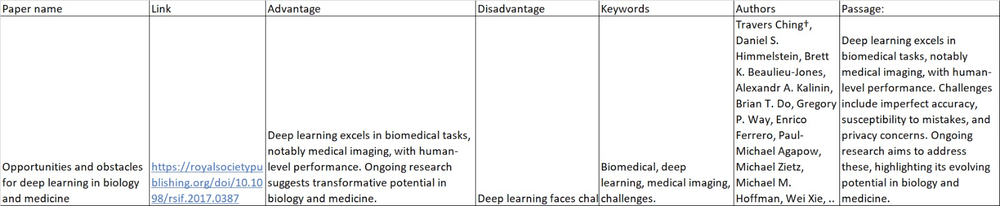 Paper name
Link
Advantage
Disadvantage
Keywords
Authors
Passage:
Opportunities and obstacles
for deep learning in biology
and medicine
https://royalsocietypu
blishing.org/doi/10.10
98/rsif.2017.0387
Deep learning excels in biomedical tasks,
notably medical imaging, with human-
level performance. Ongoing research
suggests transformative potential in
biology and medicine.
Deep learning faces chal
Biomedical, deep
learning, medical imaging,
challenges.
Travers Ching†,
Daniel S.
Himmelstein, Brett
K. Beaulieu-Jones,
Alexandr A. Kalinin,
Brian T. Do, Gregory
P. Way, Enrico
Ferrero, Paul-
Michael Agapow,
Michael Zietz,
Michael M.
Hoffman, Wei Xie, ..
Deep learning excels in
biomedical tasks, notably
medical imaging, with human-
level performance. Challenges
include imperfect accuracy,
susceptibility to mistakes, and
privacy concerns. Ongoing
research aims to address
these, highlighting its evolving
potential in biology and
medicine.